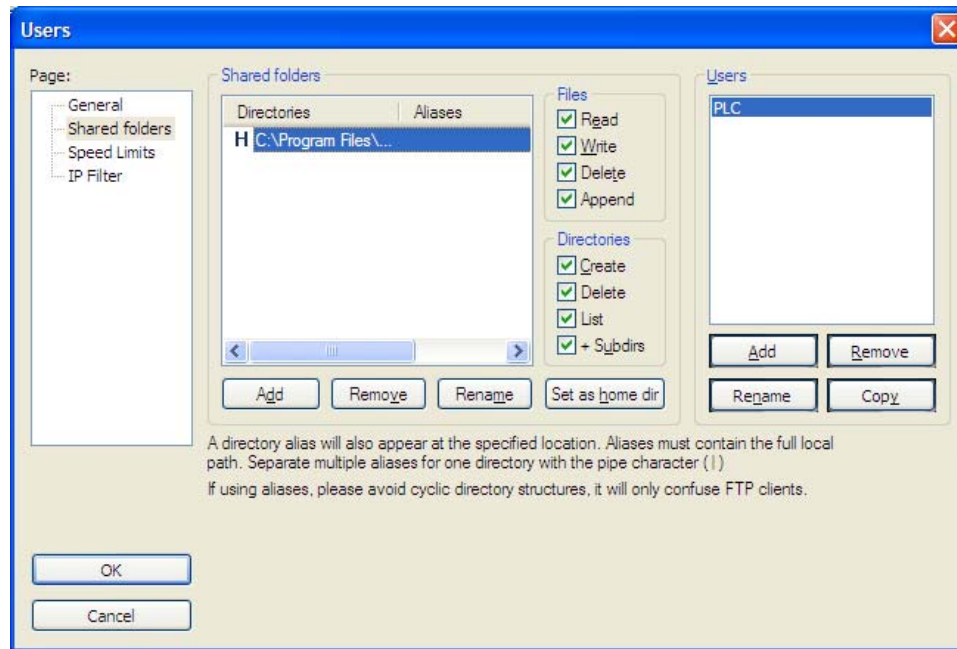 Users
Page:
General
Shared folders
Speed Limits
IP Filter
Shared folders
Directories Aliases
H C:\Program Files\...
Files
Read
Write
Delete
Append
Directories
Create
Delete
List
+ Subdirs
Add Remove Rename Set as home dir
Users
PLC
Add Remove
Rename Copy
A directory alias will also appear at the specified location. Aliases must contain the full local
path. Separate multiple aliases for one directory with the pipe character ( | )
If using aliases, please avoid cyclic directory structures, it will only confuse FTP clients.
OK
Cancel